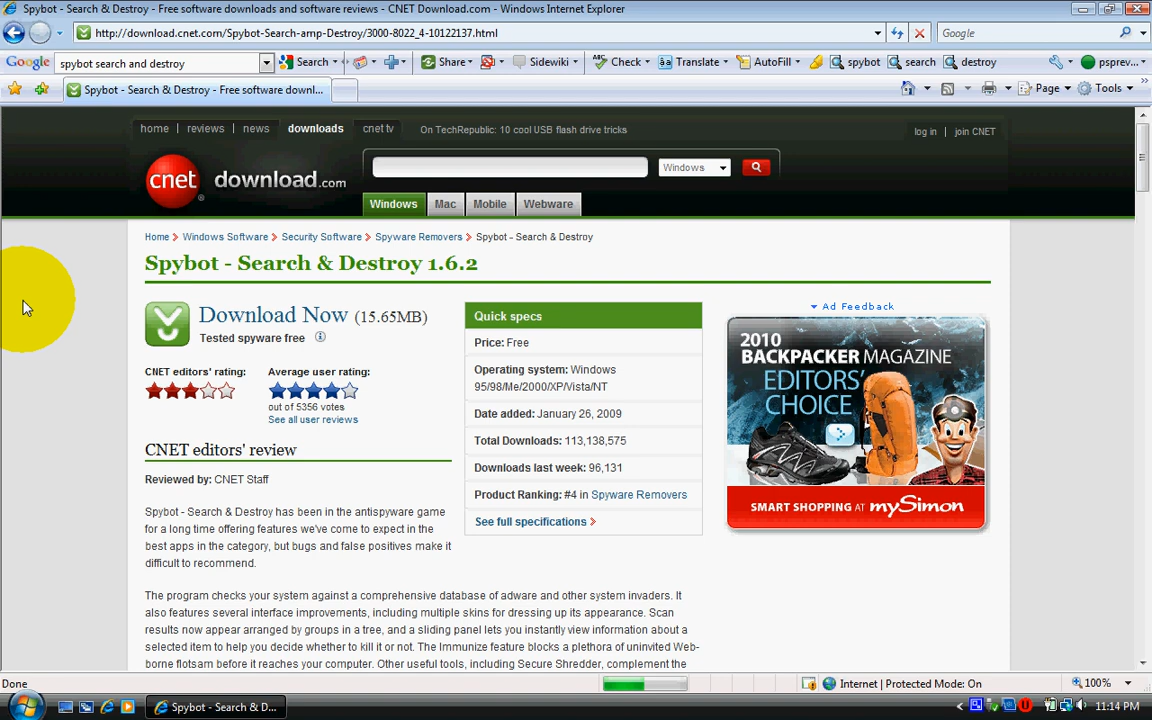 Spybot - Search & Destroy - Free software downloads and software reviews - CNET Download.com - Windows Internet Explorer
http://download.cnet.com/Spybot-Search-amp-Destroy/3000-8022_4-10122137.html
Google
Google spybot search and destroy Search Share Sidewiki Check Translate AutoFill spybot search destroy psprev...
Spybot - Search & Destroy - Free software downl... Page Tools
home reviews news downloads cnet tv On TechRepublic: 10 cool USB flash drive tricks log in join CNET
cnet download.com Windows
Windows Mac Mobile Webware
Home Windows Software Security Software Spyware Removers Spybot - Search & Destroy
Spybot - Search & Destroy 1.6.2
Download Now (15.65MB)
Tested spyware free
CNET editors' rating:
Average user rating:
out of 5356 votes
See all user reviews
CNET editors' review
Reviewed by: CNET Staff
Spybot - Search & Destroy has been in the antispyware game
for a long time offering features we've come to expect in the
best apps in the category, but bugs and false positives make it
difficult to recommend.
The program checks your system against a comprehensive database of adware and other system invaders. It
also features several interface improvements, including multiple skins for dressing up its appearance. Scan
results now appear arranged by groups in a tree, and a sliding panel lets you instantly view information about a
selected item to help you decide whether to kill it or not. The Immunize feature blocks a plethora of uninvited Web-
borne flotsam before it reaches your computer. Other useful tools, including Secure Shredder, complement the
Quick specs
Price: Free
Operating system: Windows
95/98/Me/2000/XP/Vista/NT
Date added: January 26, 2009
Total Downloads: 113,138,575
Downloads last week: 96,131
Product Ranking: #4 in Spyware Removers
See full specifications
Ad Feedback
2010
BACKPACKER MAGAZINE
EDITORS'
CHOICE
SMART SHOPPING AT mySimon
Done Internet | Protected Mode: On 100%
Spybot - Search & D... 11:14 PM